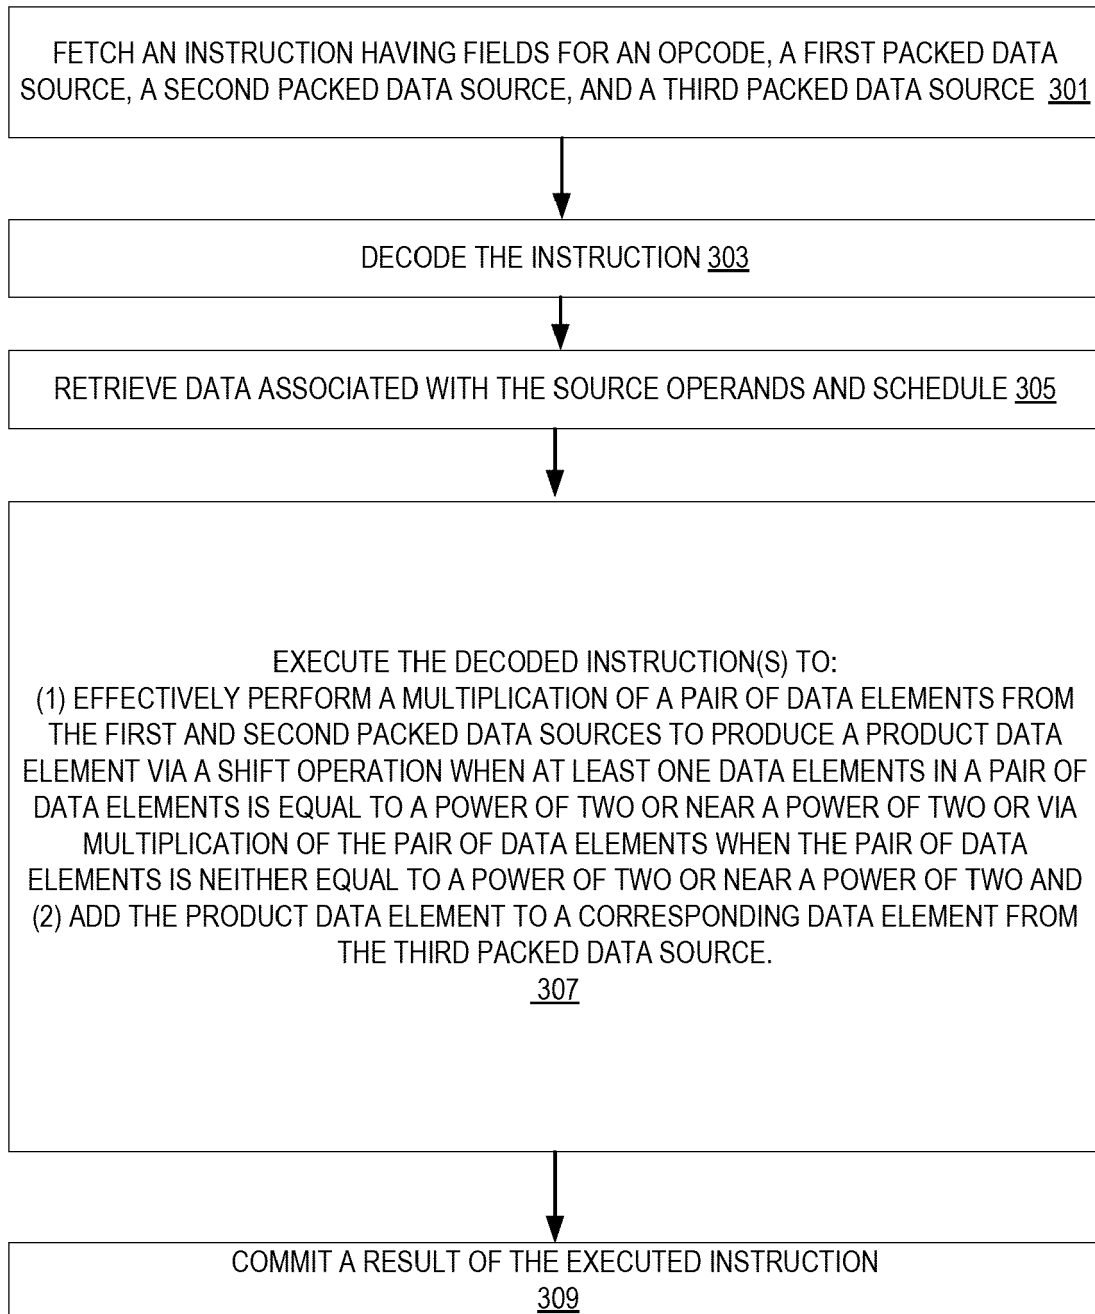 FETCH AN INSTRUCTION HAVING FIELDS FOR AN OPCODE, A FIRST PACKED DATA
SOURCE, A SECOND PACKED DATA SOURCE, AND A THIRD PACKED DATA SOURCE 301
DECODE THE INSTRUCTION 303
RETRIEVE DATA ASSOCIATED WITH THE SOURCE OPERANDS AND SCHEDULE 305
EXECUTE THE DECODED INSTRUCTION(S) TO:
(1) EFFECTIVELY PERFORM A MULTIPLICATION OF A PAIR OF DATA ELEMENTS FROM
THE FIRST AND SECOND PACKED DATA SOURCES TO PRODUCE A PRODUCT DATA
ELEMENT VIA A SHIFT OPERATION WHEN AT LEAST ONE DATA ELEMENTS IN A PAIR OF
DATA ELEMENTS IS EQUAL TO A POWER OF TWO OR NEAR A POWER OF TWO OR VIA
MULTIPLICATION OF THE PAIR OF DATA ELEMENTS WHEN THE PAIR OF DATA
ELEMENTS IS NEITHER EQUAL TO A POWER OF TWO OR NEAR A POWER OF TWO AND
(2) ADD THE PRODUCT DATA ELEMENT TO A CORRESPONDING DATA ELEMENT FROM
THE THIRD PACKED DATA SOURCE.
307
COMMIT A RESULT OF THE EXECUTED INSTRUCTION
309